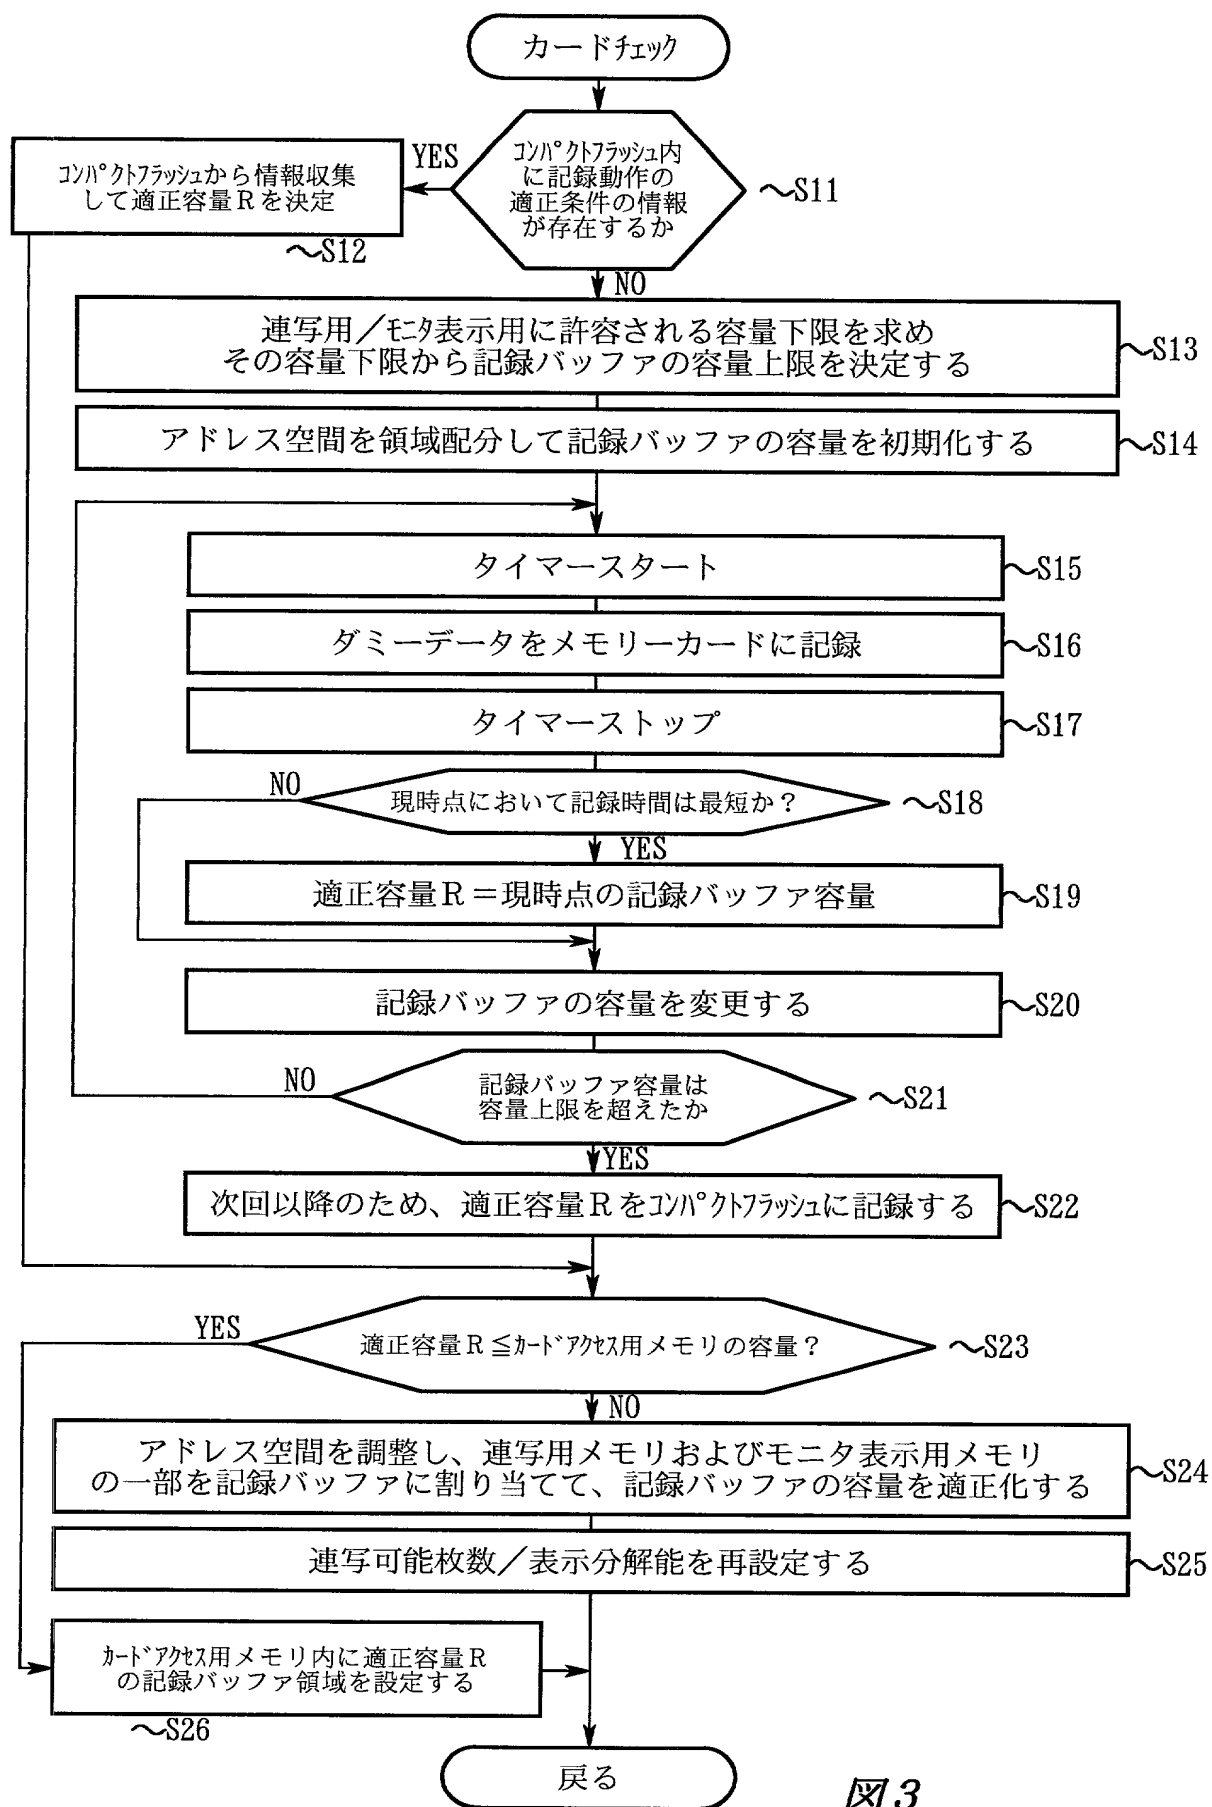 カードチェック
コンパクトフラッシュ内
に記録動作の
適正条件の情報
が存在するか
~S11
YES
コンパクトフラッシュから情報収集
して適正容量Rを決定
~S12
NO
連写用/モニタ表示用に許容される容量下限を求め
その容量下限から記録バッファの容量上限を決定する
~S13
アドレス空間を領域配分して記録バッファの容量を初期化する
~S14
タイマースタート
~S15
ダミーデータをメモリーカードに記録
~S16
タイマーストップ
~S17
NO
現時点において記録時間は最短か?
~S18
YES
適正容量R=現時点の記録バッファ容量
~S19
記録バッファの容量を変更する
~S20
NO
記録バッファ容量は
容量上限を超えたか
~S21
YES
次回以降のため、適正容量Rをコンパクトフラッシュに記録する
~S22
YES
適正容量R≦カードアクセス用メモリの容量?
~S23
NO
アドレス空間を調整し、連写用メモリおよびモニタ表示用メモリ
の一部を記録バッファに割り当てて、記録バッファの容量を適正化する
~S24
連写可能枚数/表示分解能を再設定する
~S25
カードアクセス用メモリ内に適正容量R
の記録バッファ領域を設定する
~S26
戻る
図3